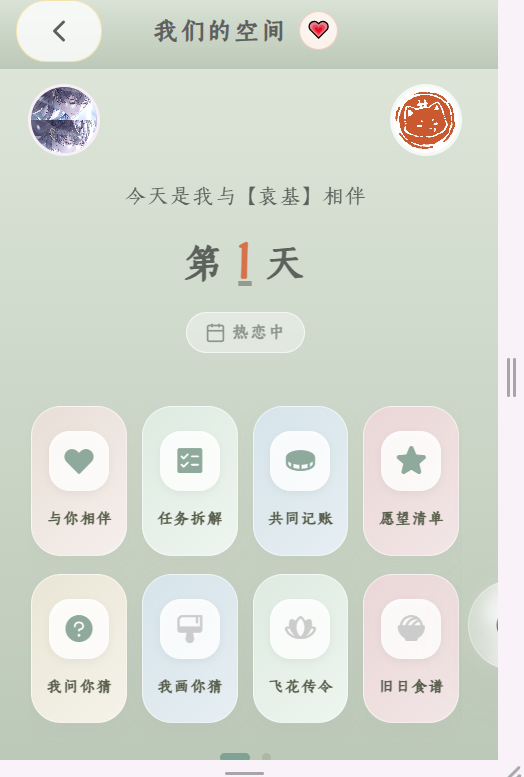 我们的空间
今天是我与【袁基】相伴
第 1 天
热恋中
与你相伴 任务拆解 共同记账 愿望清单
我问你猜 我画你猜 飞花传令 旧日食谱